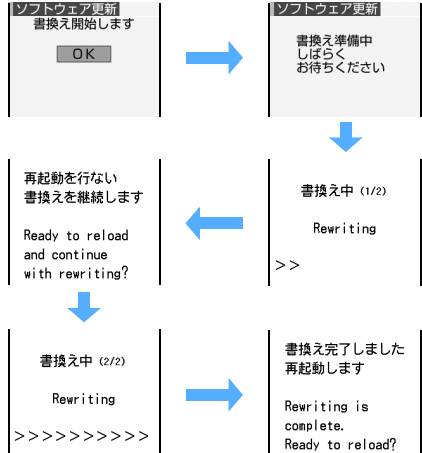 ソフトウェア更新
書換え開始します
OK
ソフトウェア更新
書換え準備中
しばらく
お待ちください
書換え中 (1/2)
Rewriting
>>
再起動を行ない
書換えを継続します
Ready to reload
and continue
with rewriting?
書換え中 (2/2)
Rewriting
>>>>>>>>>>
書換え完了しました
再起動します
Rewriting is
complete.
Ready to reload?